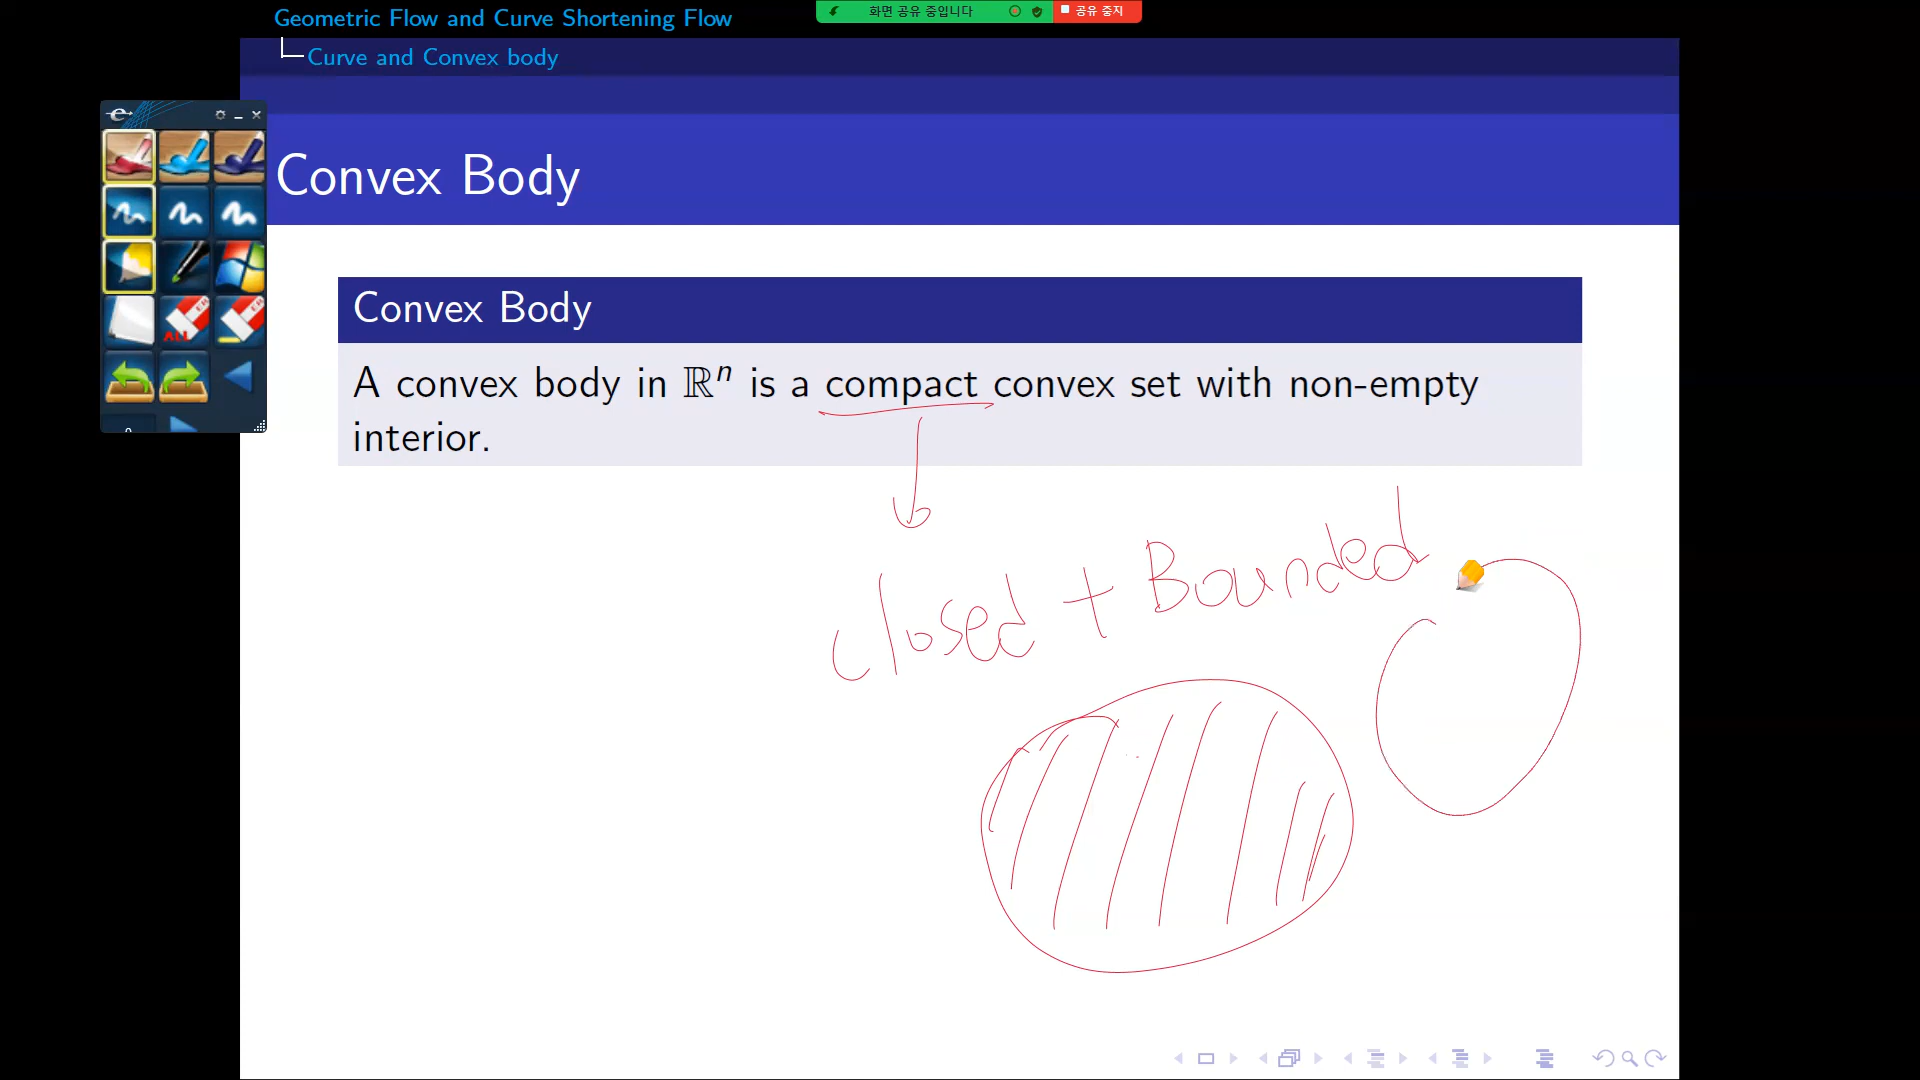 Geometric Flow and Curve Shortening Flow
화면 공유 중입니다
공유 중지
Curve and Convex body
Convex Body
Convex Body
A convex body in ℝⁿ is a compact convex set with non-empty
interior.
closed + Bounded
ALL